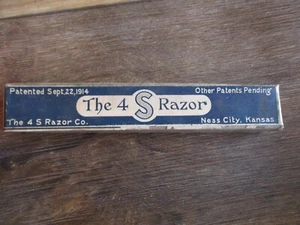 Patented Sept. 22, 1914 Other Patents Pending
The 4 S Razor
The 4 S Razor Co. Ness City, Kansas